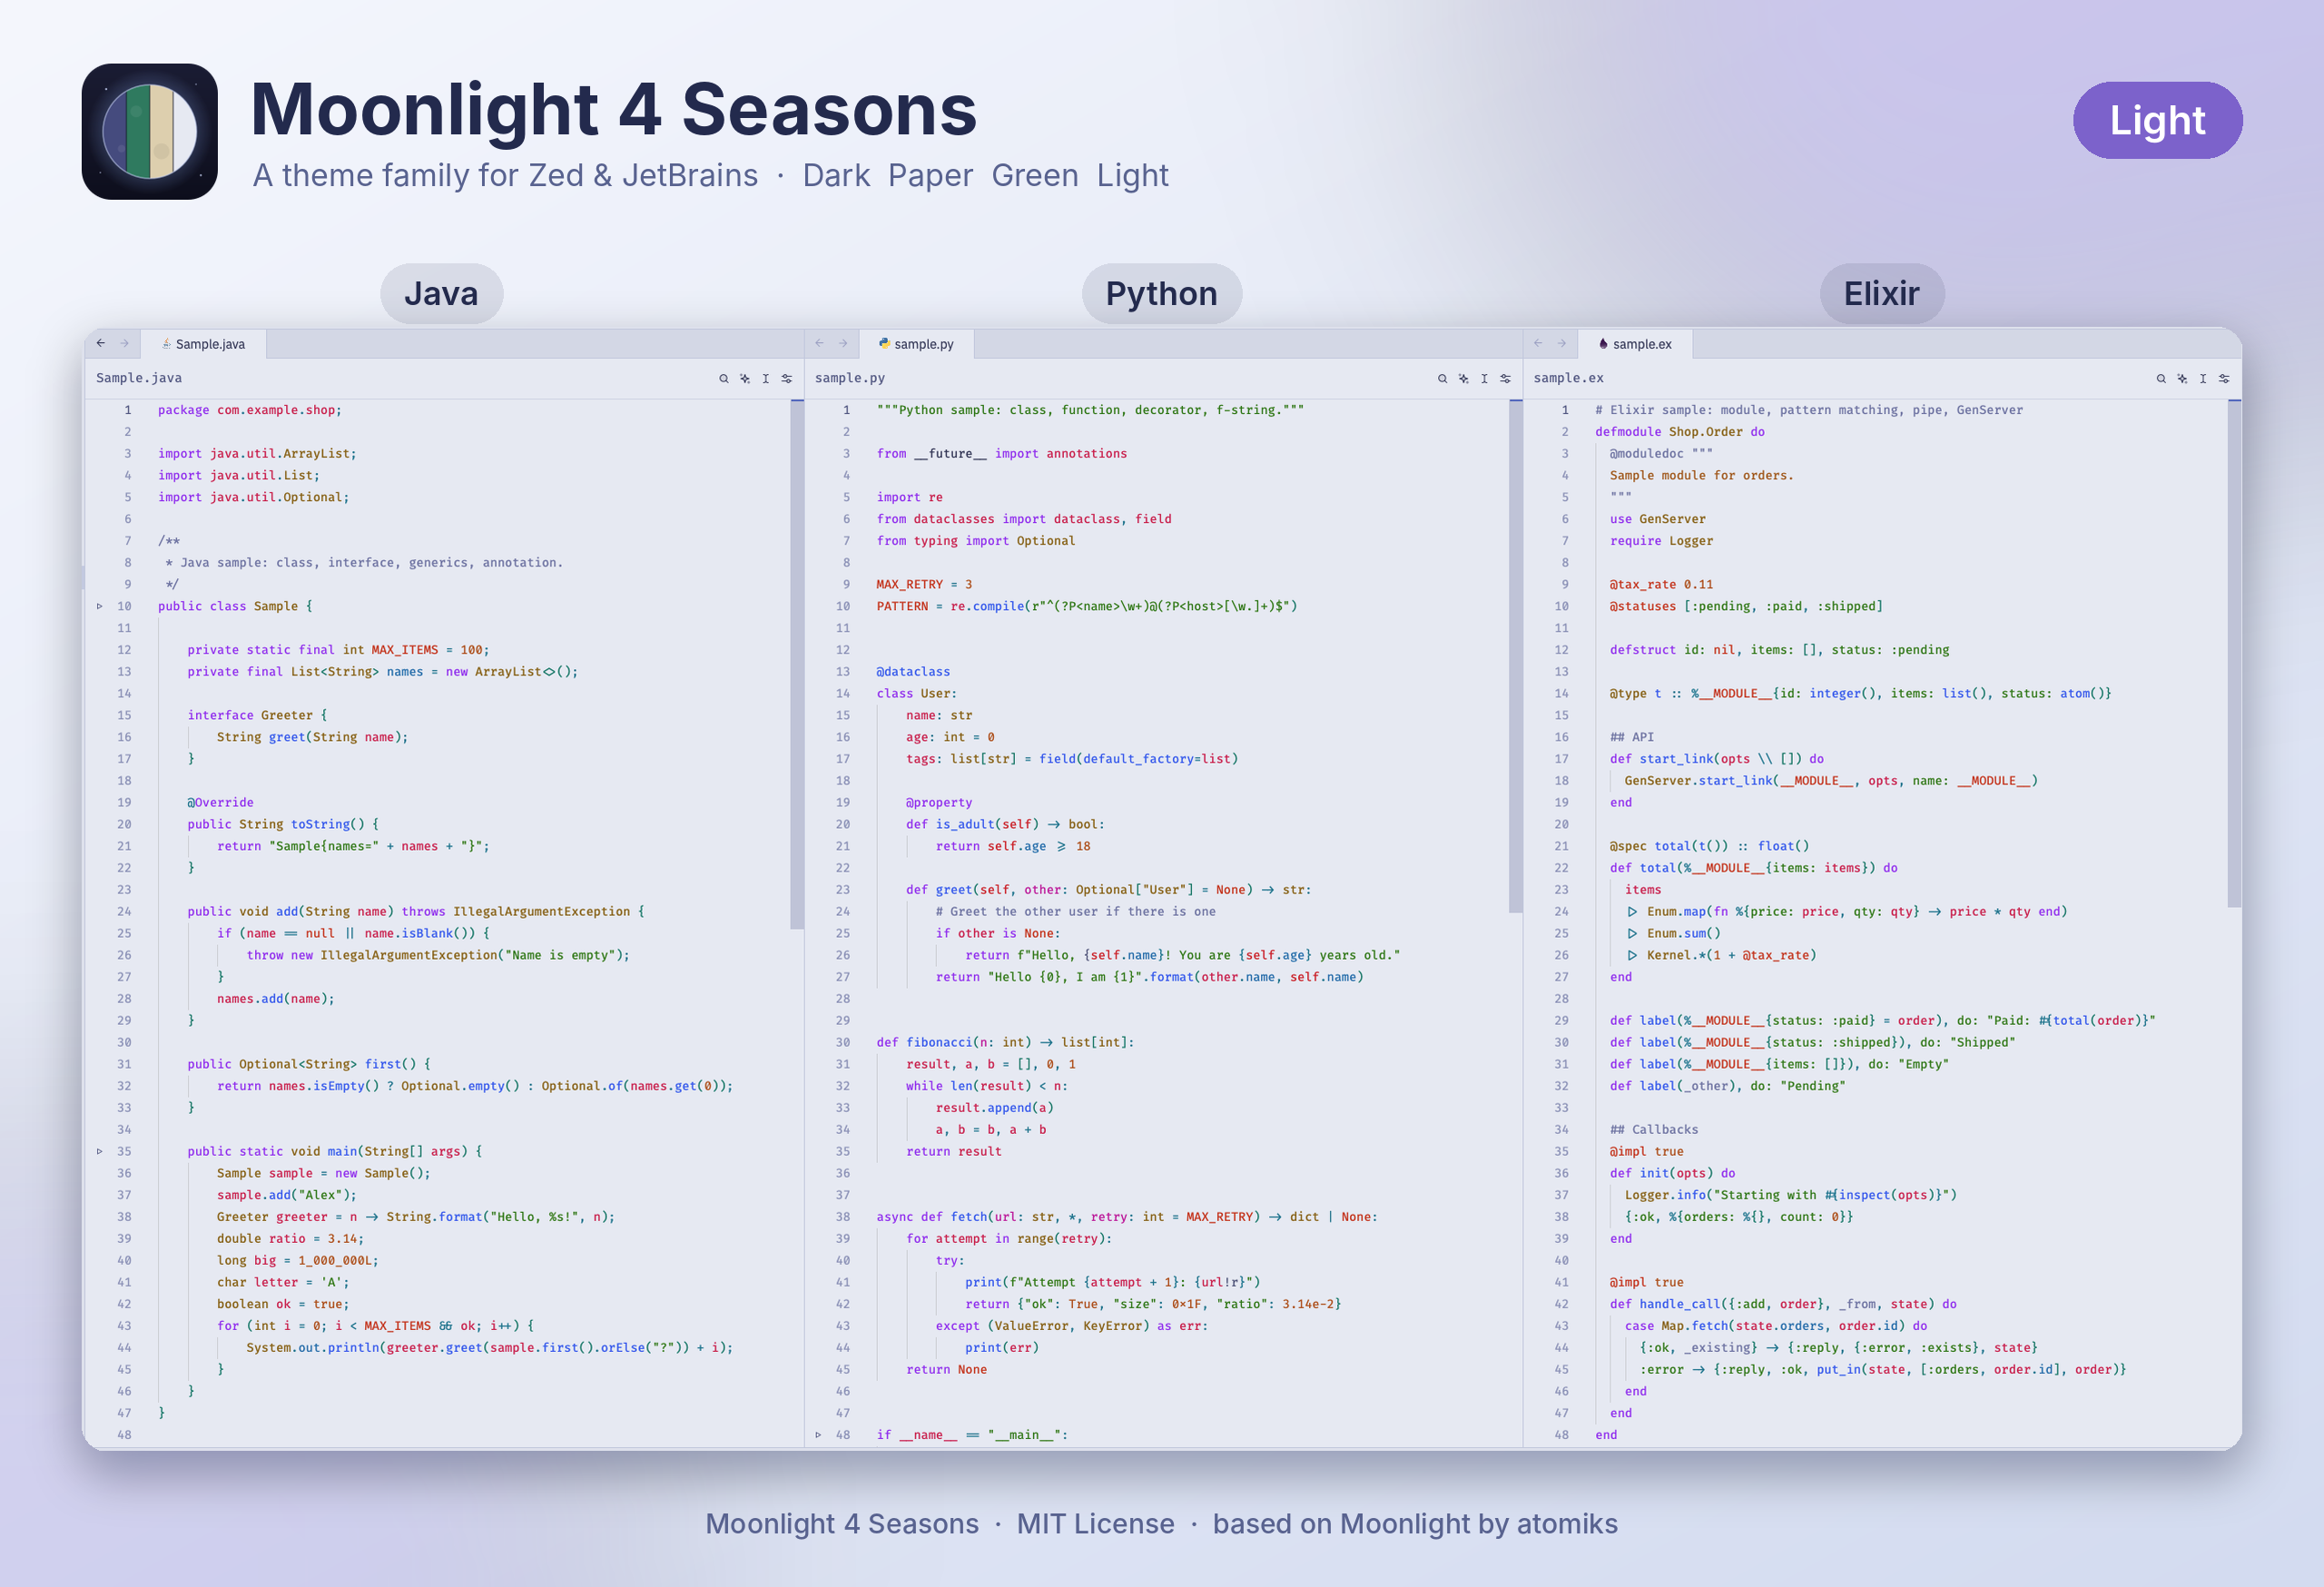 Moonlight 4 Seasons
A theme family for Zed & JetBrains · Dark Paper Green Light
Light
Java
Python
Elixir
Sample.java
Sample.java
1 package com.example.shop;
2
3 import java.util.ArrayList;
4 import java.util.List;
5 import java.util.Optional;
6
7 /**
8  * Java sample: class, interface, generics, annotation.
9  */
10 public class Sample {
11
12     private static final int MAX_ITEMS = 100;
13     private final List<String> names = new ArrayList<>();
14
15     interface Greeter {
16         String greet(String name);
17     }
18
19     @Override
20     public String toString() {
21         return "Sample{names=" + names + "}";
22     }
23
24     public void add(String name) throws IllegalArgumentException {
25         if (name == null || name.isBlank()) {
26             throw new IllegalArgumentException("Name is empty");
27         }
28         names.add(name);
29     }
30
31     public Optional<String> first() {
32         return names.isEmpty() ? Optional.empty() : Optional.of(names.get(0));
33     }
34
35     public static void main(String[] args) {
36         Sample sample = new Sample();
37         sample.add("Alex");
38         Greeter greeter = n -> String.format("Hello, %s!", n);
39         double ratio = 3.14;
40         long big = 1_000_000L;
41         char letter = 'A';
42         boolean ok = true;
43         for (int i = 0; i < MAX_ITEMS && ok; i++) {
44             System.out.println(greeter.greet(sample.first().orElse("?")) + i);
45         }
46     }
47 }
48
sample.py
sample.py
1 """Python sample: class, function, decorator, f-string."""
2
3 from __future__ import annotations
4
5 import re
6 from dataclasses import dataclass, field
7 from typing import Optional
8
9 MAX_RETRY = 3
10 PATTERN = re.compile(r"^(?P<name>\w+)@(?P<host>[\w.]+)$")
11
12
13 @dataclass
14 class User:
15     name: str
16     age: int = 0
17     tags: list[str] = field(default_factory=list)
18
19     @property
20     def is_adult(self) -> bool:
21         return self.age >= 18
22
23     def greet(self, other: Optional["User"] = None) -> str:
24         # Greet the other user if there is one
25         if other is None:
26             return f"Hello, {self.name}! You are {self.age} years old."
27         return "Hello {0}, I am {1}".format(other.name, self.name)
28
29
30 def fibonacci(n: int) -> list[int]:
31     result, a, b = [], 0, 1
32     while len(result) < n:
33         result.append(a)
34         a, b = b, a + b
35     return result
36
37
38 async def fetch(url: str, *, retry: int = MAX_RETRY) -> dict | None:
39     for attempt in range(retry):
40         try:
41             print(f"Attempt {attempt + 1}: {url!r}")
42             return {"ok": True, "size": 0x1F, "ratio": 3.14e-2}
43         except (ValueError, KeyError) as err:
44             print(err)
45     return None
46
47
48 if __name__ == "__main__":
sample.ex
sample.ex
1 # Elixir sample: module, pattern matching, pipe, GenServer
2 defmodule Shop.Order do
3   @moduledoc """
4   Sample module for orders.
5   """
6   use GenServer
7   require Logger
8
9   @tax_rate 0.11
10   @statuses [:pending, :paid, :shipped]
11
12   defstruct id: nil, items: [], status: :pending
13
14   @type t :: %__MODULE__{id: integer(), items: list(), status: atom()}
15
16   ## API
17   def start_link(opts \\ []) do
18     GenServer.start_link(__MODULE__, opts, name: __MODULE__)
19   end
20
21   @spec total(t()) :: float()
22   def total(%__MODULE__{items: items}) do
23     items
24     |> Enum.map(fn %{price: price, qty: qty} -> price * qty end)
25     |> Enum.sum()
26     |> Kernel.*(1 + @tax_rate)
27   end
28
29   def label(%__MODULE__{status: :paid} = order), do: "Paid: #{total(order)}"
30   def label(%__MODULE__{status: :shipped}), do: "Shipped"
31   def label(%__MODULE__{items: []}), do: "Empty"
32   def label(_other), do: "Pending"
33
34   ## Callbacks
35   @impl true
36   def init(opts) do
37     Logger.info("Starting with #{inspect(opts)}")
38     {:ok, %{orders: %{}, count: 0}}
39   end
40
41   @impl true
42   def handle_call({:add, order}, _from, state) do
43     case Map.fetch(state.orders, order.id) do
44       {:ok, _existing} -> {:reply, {:error, :exists}, state}
45       :error -> {:reply, :ok, put_in(state, [:orders, order.id], order)}
46     end
47   end
48 end
Moonlight 4 Seasons · MIT License · based on Moonlight by atomiks